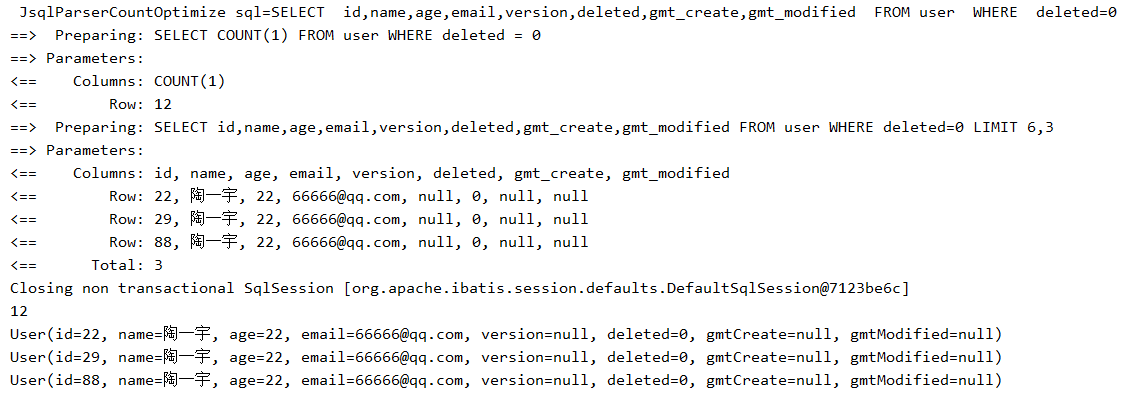 JsqlParserCountOptimize sql=SELECT  id,name,age,email,version,deleted,gmt_create,gmt_modified  FROM user  WHERE  deleted=0
==>  Preparing: SELECT COUNT(1) FROM user WHERE deleted = 0
==> Parameters:
<==    Columns: COUNT(1)
<==        Row: 12
==>  Preparing: SELECT id,name,age,email,version,deleted,gmt_create,gmt_modified FROM user WHERE deleted=0 LIMIT 6,3
==> Parameters:
<==    Columns: id, name, age, email, version, deleted, gmt_create, gmt_modified
<==        Row: 22, 陶一宇, 22, 66666@qq.com, null, 0, null, null
<==        Row: 29, 陶一宇, 22, 66666@qq.com, null, 0, null, null
<==        Row: 88, 陶一宇, 22, 66666@qq.com, null, 0, null, null
<==      Total: 3
Closing non transactional SqlSession [org.apache.ibatis.session.defaults.DefaultSqlSession@7123be6c]
12
User(id=22, name=陶一宇, age=22, email=66666@qq.com, version=null, deleted=0, gmtCreate=null, gmtModified=null)
User(id=29, name=陶一宇, age=22, email=66666@qq.com, version=null, deleted=0, gmtCreate=null, gmtModified=null)
User(id=88, name=陶一宇, age=22, email=66666@qq.com, version=null, deleted=0, gmtCreate=null, gmtModified=null)